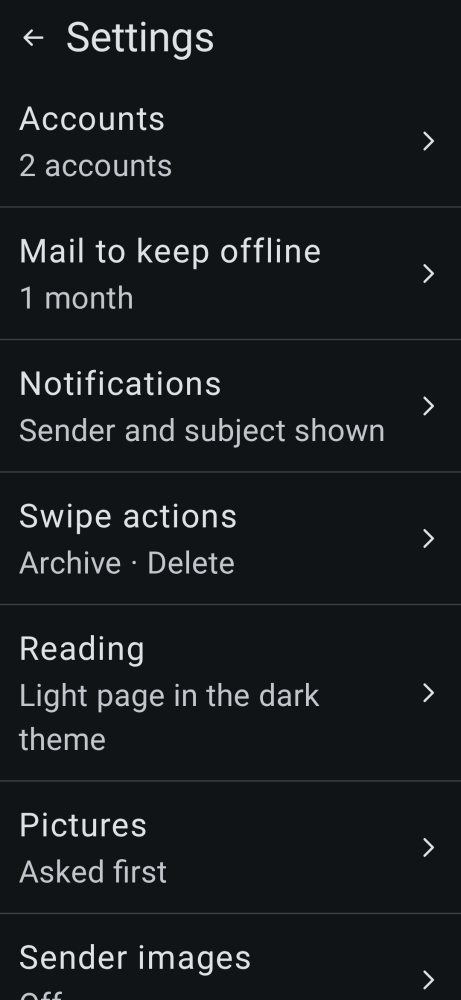 Settings
Accounts
2 accounts
Mail to keep offline
1 month
Notifications
Sender and subject shown
Swipe actions
Archive · Delete
Reading
Light page in the dark
theme
Pictures
Asked first
Sender images
Off